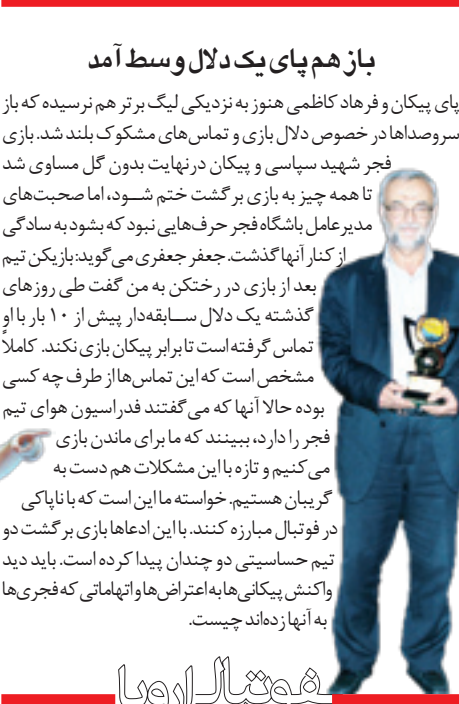 باز هم پای یک دلال وسط آمد
پای پیکان و فرهاد کاظمی هنوز به نزدیکی لیگ برتر هم نرسیده که باز
سروصداها در خصوص دلال بازی و تماس‌های مشکوک بلند شد. بازی
فجر شهید سپاسی و پیکان درنهایت بدون گل مساوی شد
تا همه چیز به بازی برگشت ختم شود، اما صحبت‌های
مدیرعامل باشگاه فجر حرف‌هایی نبود که بشود به سادگی
از کنار آنها گذشت. جعفر جعفری می‌گوید: بازیکن تیم
بعد از بازی در رختکن به من گفت طی روزهای
گذشته یک دلال سابقه‌دار پیش از ۱۰ بار با او
تماس گرفته است تا برابر پیکان بازی نکند. کاملاً
مشخص است که این تماس‌ها از طرف چه کسی
بوده حالا آنها که می‌گفتند فدراسیون هوای تیم
فجر را دارد، ببینند که ما برای ماندن بازی
می‌کنیم و تازه با این مشکلات هم دست به
گریبان هستیم. خواسته ما این است که با ناپاکی
در فوتبال مبارزه کنند. با این ادعاها بازی برگشت دو
تیم حساسیتی دو چندان پیدا کرده است. باید دید
واکنش پیکانی‌ها به اعتراض‌ها و اتهاماتی که فجری‌ها
به آنها زده‌اند چیست.
فوتبال اروپا